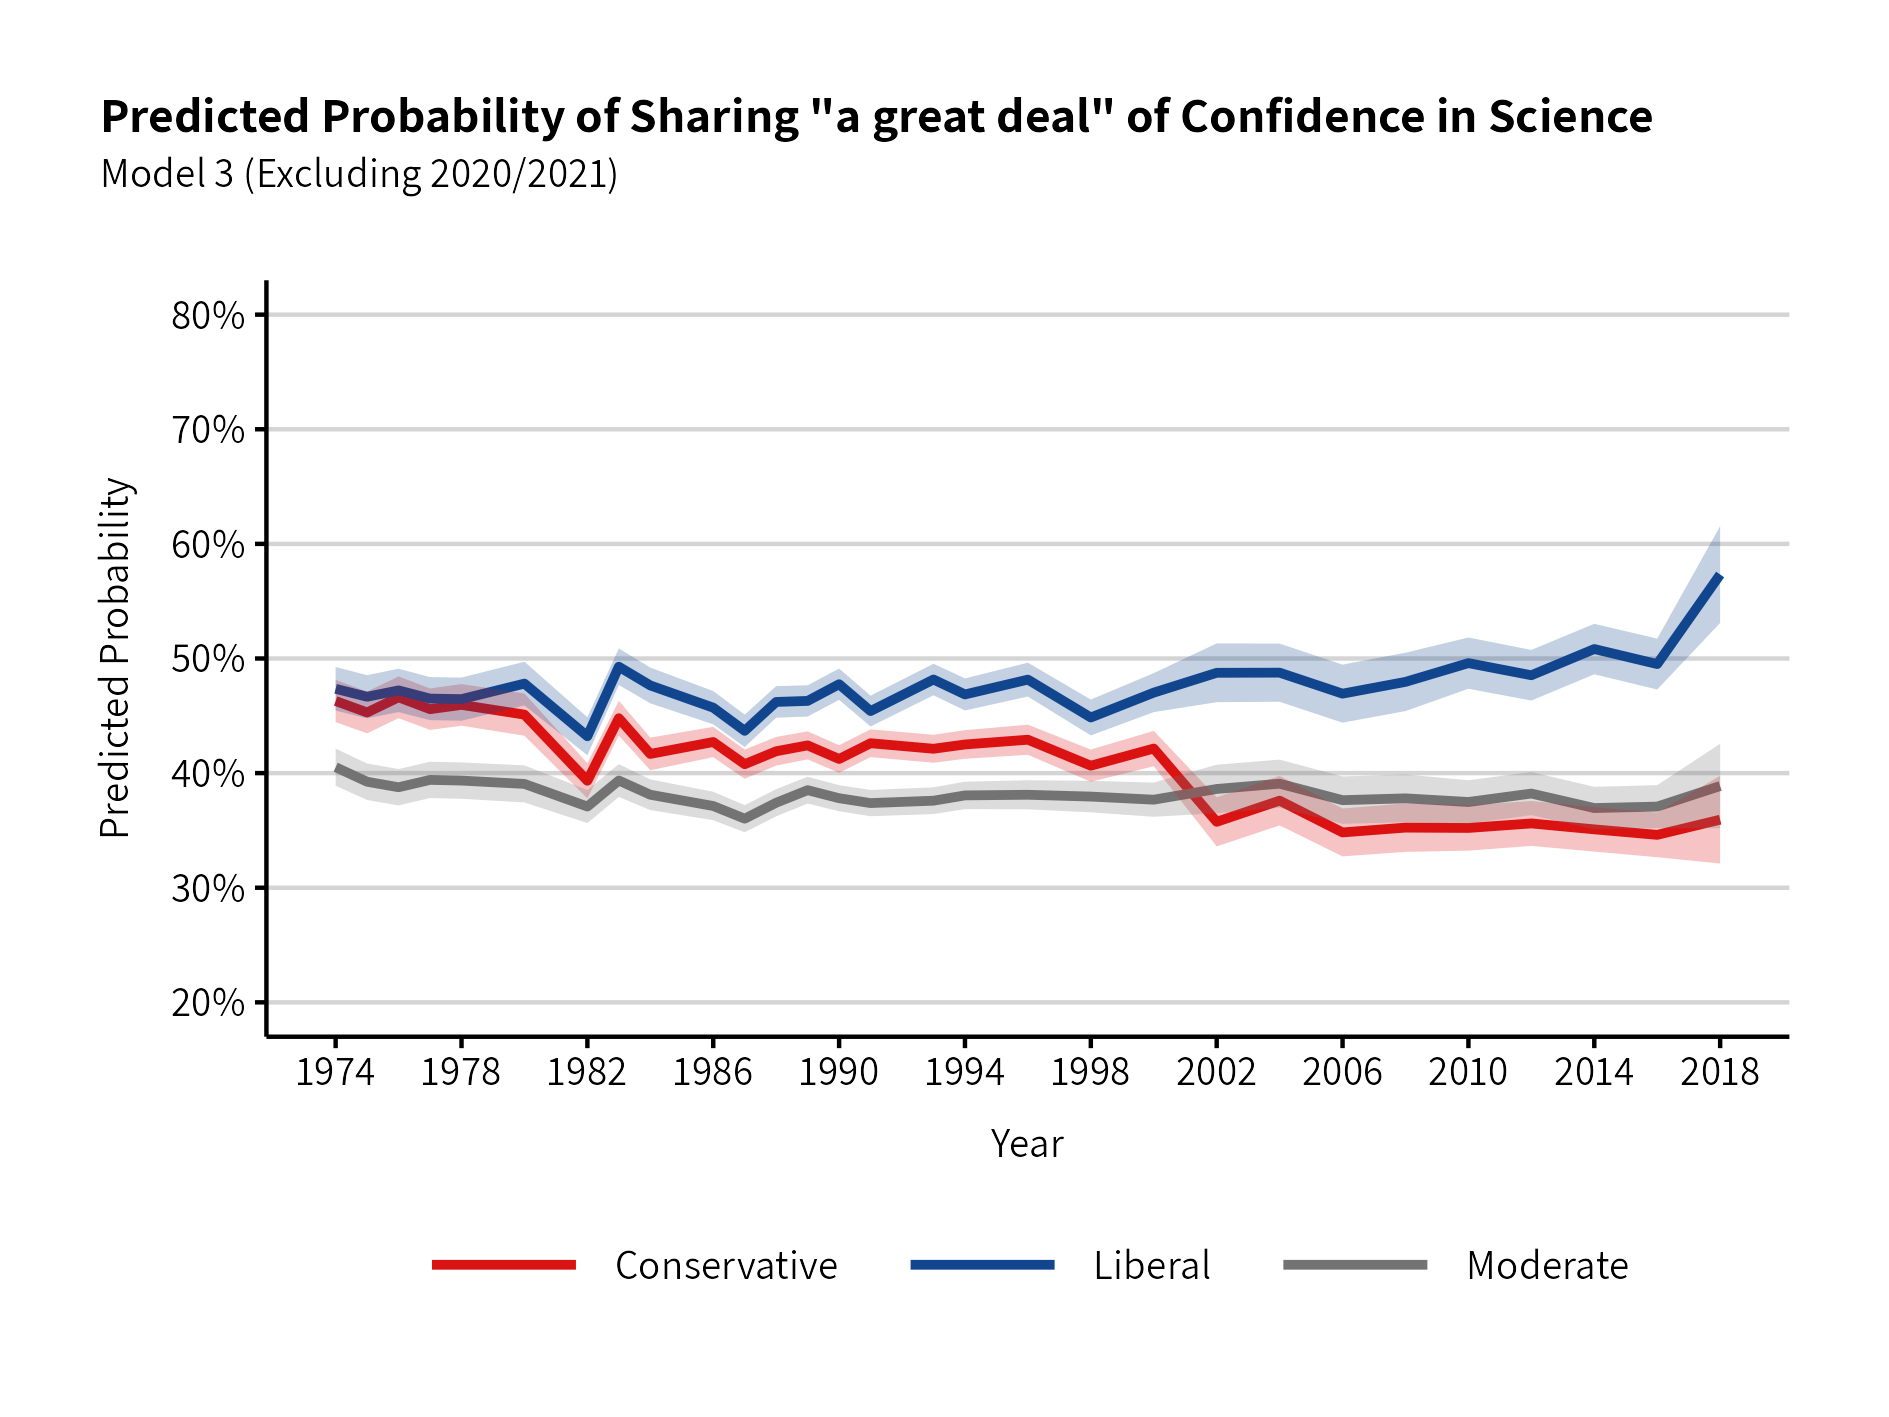 Predicted Probability of Sharing "a great deal" of Confidence in Science
Model 3 (Excluding 2020/2021)
Predicted Probability
80%
70%
60%
50%
40%
30%
20%
1974 1978 1982 1986 1990 1994 1998 2002 2006 2010 2014 2018
Year
Conservative Liberal Moderate